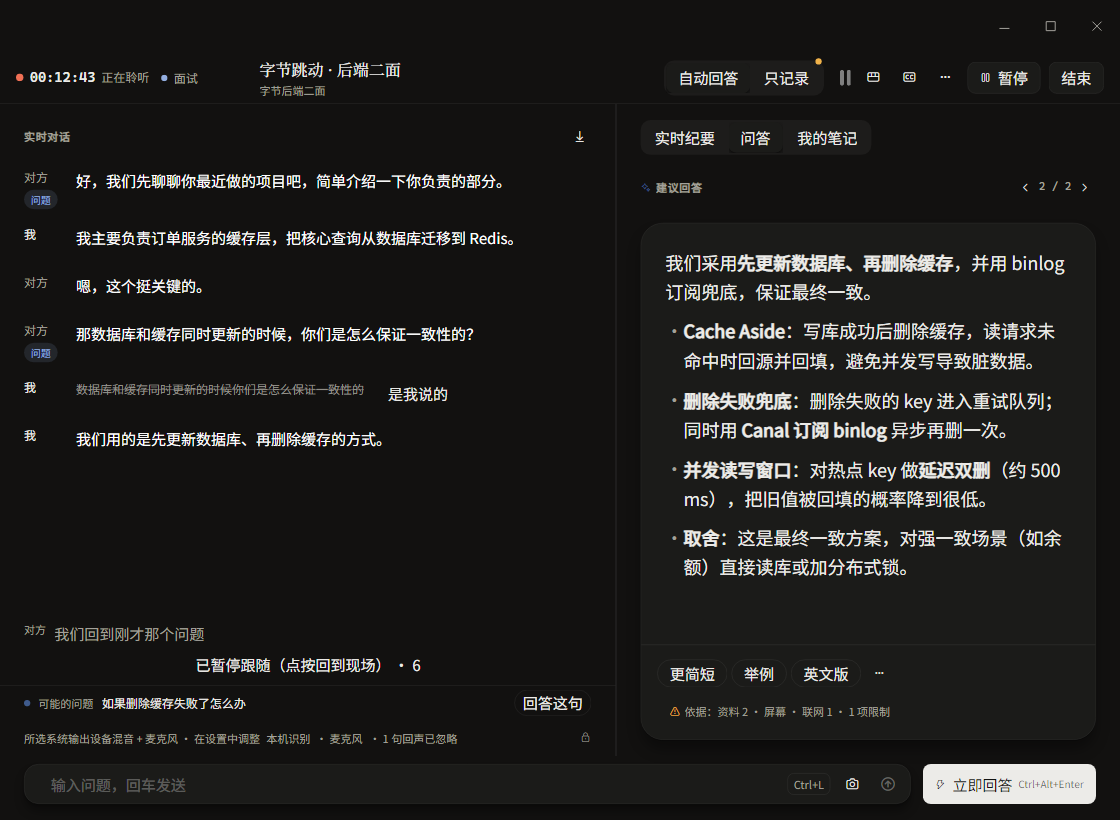 00:12:43 正在聆听 面试
字节跳动 · 后端二面
字节后端二面
自动回答 只记录
CC
暂停
结束
实时对话
对方
问题
好，我们先聊聊你最近做的项目吧，简单介绍一下你负责的部分。
我
我主要负责订单服务的缓存层，把核心查询从数据库迁移到 Redis。
对方
嗯，这个挺关键的。
对方
问题
那数据库和缓存同时更新的时候，你们是怎么保证一致性的？
我
数据库和缓存同时更新的时候你们是怎么保证一致性的
是我说的
我
我们用的是先更新数据库、再删除缓存的方式。
对方 我们回到刚才那个问题
已暂停跟随（点按回到现场） · 6
可能的问题 如果删除缓存失败了怎么办
回答这句
所选系统输出设备混音 + 麦克风 · 在设置中调整 本机识别 · 麦克风 · 1 句回声已忽略
实时纪要 问答 我的笔记
建议回答
2 / 2
我们采用先更新数据库、再删除缓存，并用 binlog
订阅兜底，保证最终一致。
· Cache Aside：写库成功后删除缓存，读请求未
命中时回源并回填，避免并发写导致脏数据。
· 删除失败兜底：删除失败的 key 进入重试队列；
同时用 Canal 订阅 binlog 异步再删一次。
· 并发读写窗口：对热点 key 做延迟双删（约 500
ms），把旧值被回填的概率降到很低。
· 取舍：这是最终一致方案，对强一致场景（如余
额）直接读库或加分布式锁。
更简短 举例 英文版 ···
依据：资料 2 · 屏幕 · 联网 1 · 1 项限制
输入问题，回车发送
Ctrl+L
立即回答 Ctrl+Alt+Enter